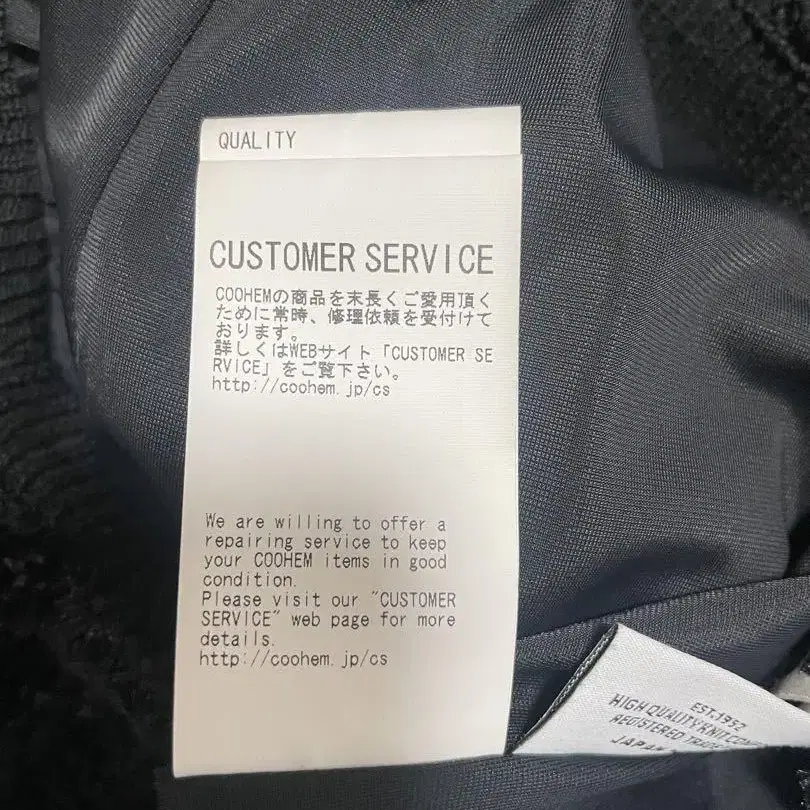 QUALITY
CUSTOMER SERVICE
COOHEMの商品を末長くご愛用頂く
ために常時、修理依頼を受付けて
おります。
詳しくはWEBサイト「CUSTOMER SE
RVICE」をご覧下さい。
http://coohem.jp/cs
We are willing to offer a
repairing service to keep
your COOHEM items in good
condition.
Please visit our "CUSTOMER
SERVICE" web page for more
details.
http://coohem.jp/cs
EST.1952
HIGH QUALITY KNIT
REGISTERED
JAPAN